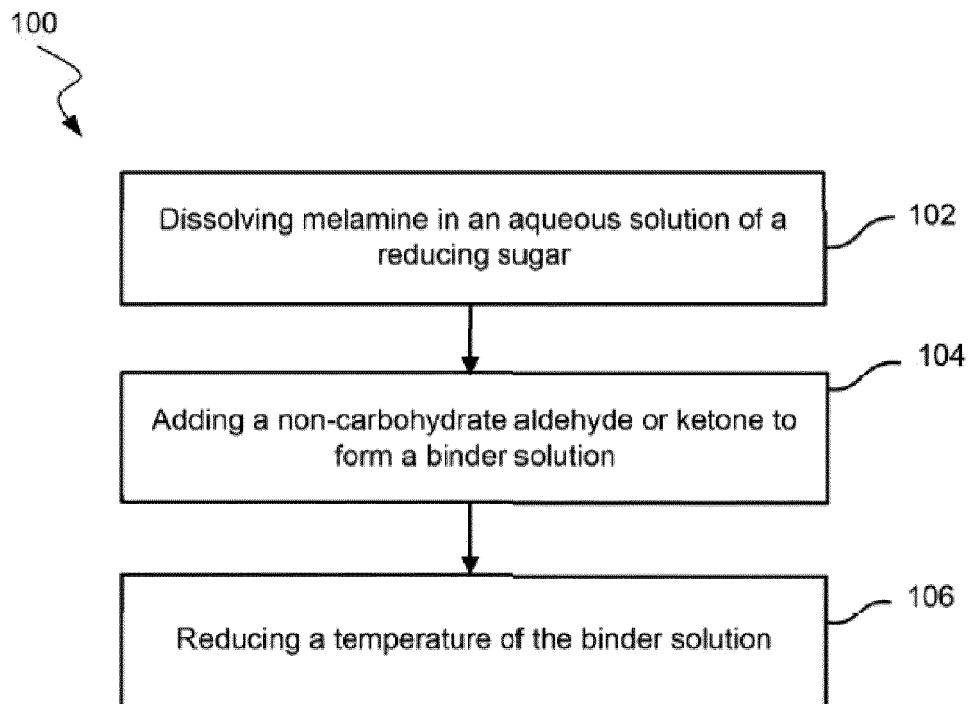 100
Dissolving melamine in an aqueous solution of a
reducing sugar
102
Adding a non-carbohydrate aldehyde or ketone to
form a binder solution
104
Reducing a temperature of the binder solution
106